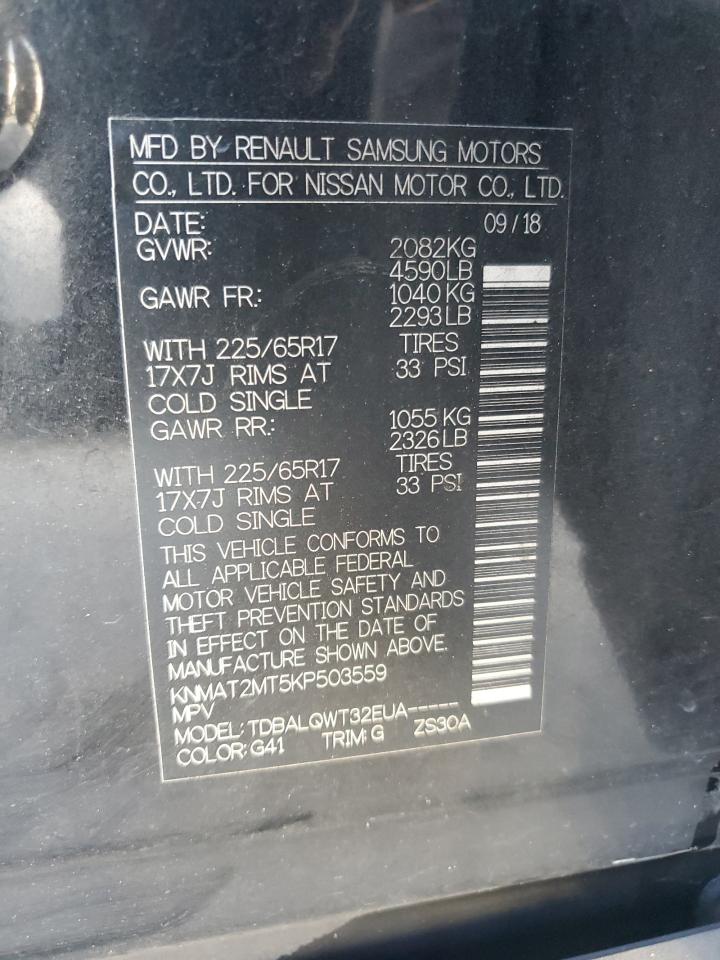 MFD BY RENAULT SAMSUNG MOTORS
CO., LTD. FOR NISSAN MOTOR CO., LTD.
DATE: 09/18
GVWR: 2082KG
4590LB
GAWR FR.: 1040KG
2293LB
WITH 225/65R17 TIRES
17X7J RIMS AT 33 PSI
COLD SINGLE
GAWR RR.: 1055KG
2326LB
WITH 225/65R17 TIRES
17X7J RIMS AT 33 PSI
COLD SINGLE
THIS VEHICLE CONFORMS TO
ALL APPLICABLE FEDERAL
MOTOR VEHICLE SAFETY AND
THEFT PREVENTION STANDARDS
IN EFFECT ON THE DATE OF
MANUFACTURE SHOWN ABOVE.
KNMAT2MT5KP503559
MPV
MODEL: TDBALQWT32EUA-----
COLOR: G41 TRIM: G ZS30A